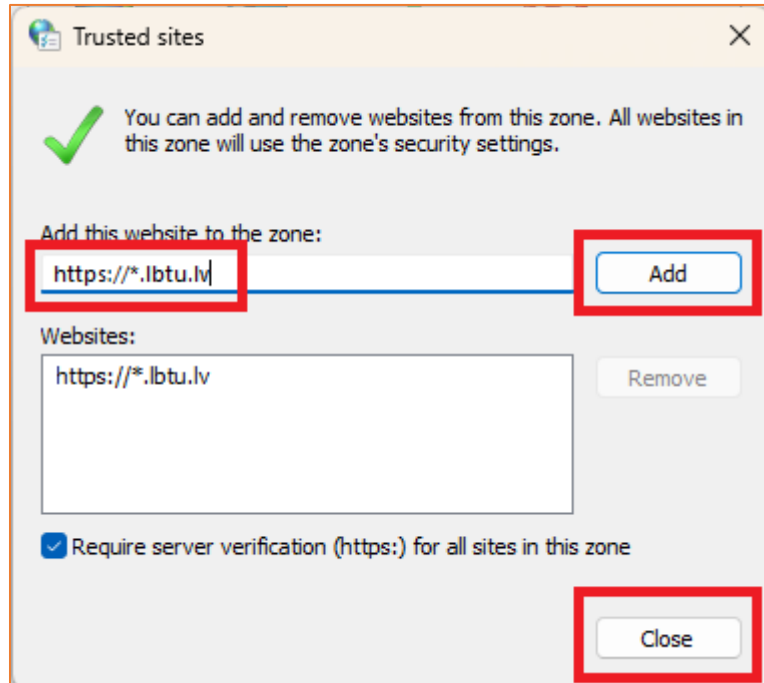 Trusted sites
You can add and remove websites from this zone. All websites in
this zone will use the zone's security settings.
Add this website to the zone:
https://*.lbtu.lv
Add
Websites:
https://*.lbtu.lv
Remove
Require server verification (https:) for all sites in this zone
Close